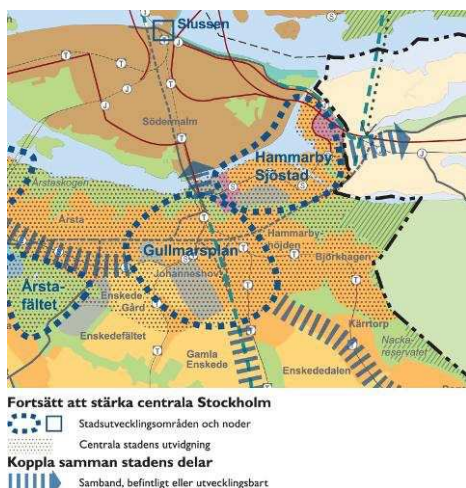 Slussen
Södermalm
Hammarby
Sjöstad
Årstaskogen
Årsta
Hammarby-
höjden
Gullmarsplan
Johanneshov
Björkhagen
Årsta-
fältet
Enskede
Gård
Enskedefältet
Gamla
Enskede
Kärrtorp
Nacka-
reservatet
Enskededalen
Fortsätt att stärka centrala Stockholm
Stadsutvecklingsområden och noder
Centrala stadens utvidgning
Koppla samman stadens delar
Samband, befintligt eller utvecklingsbart